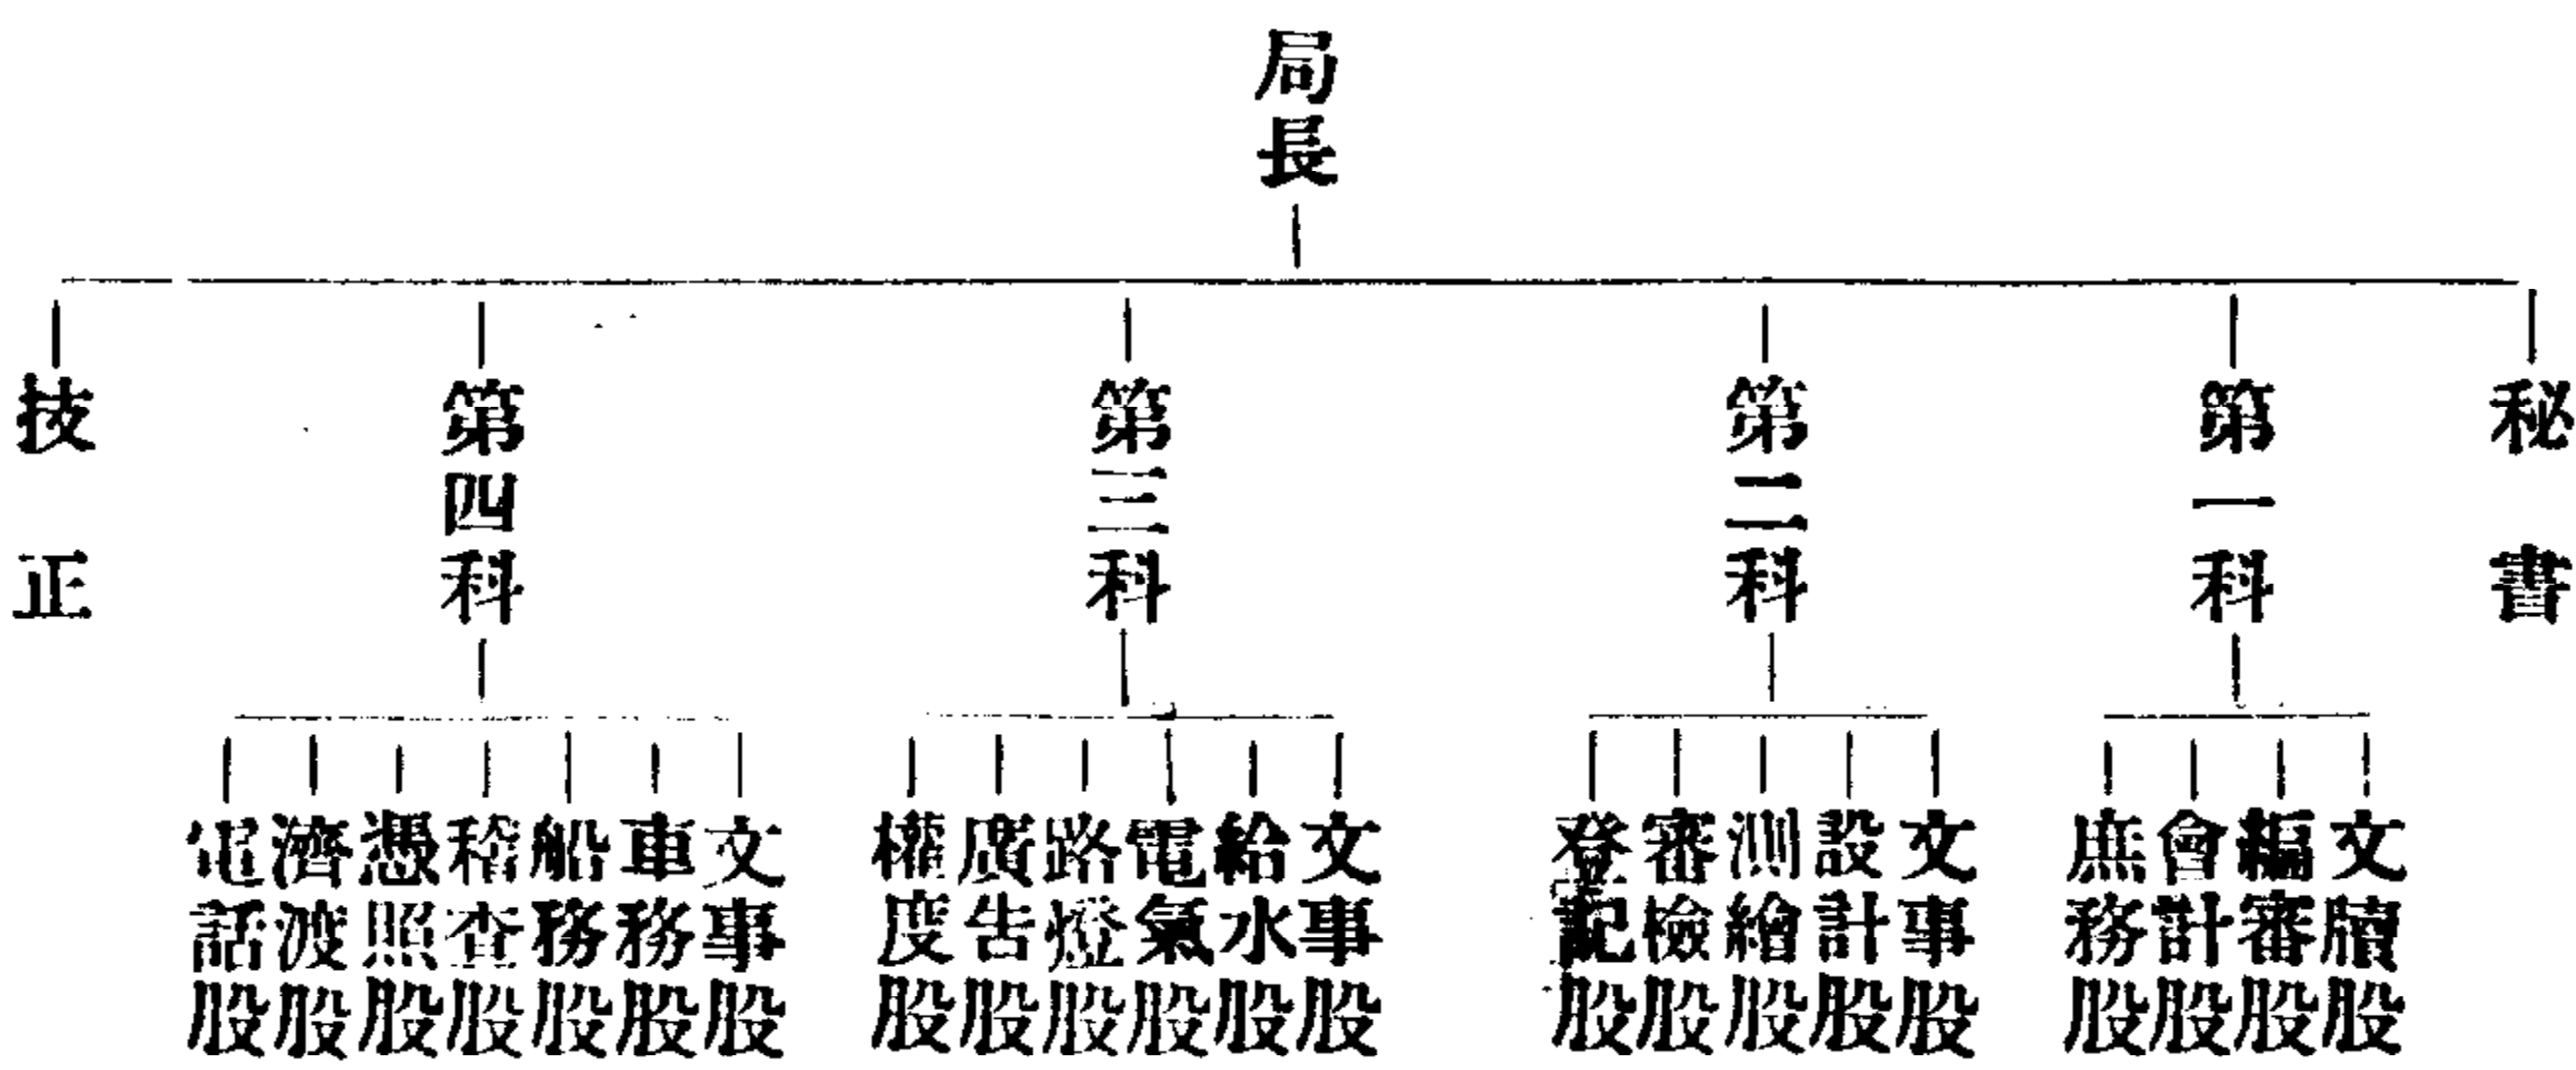 局長
秘書
第一科
第二科
第三科
第四科
技正
文牘股
編審股
會計股
庶務股
文事股
設計股
測繪股
審檢股
登記股
文事股
給水股
電氣股
路燈股
廣告股
權度股
文事股
車務股
船務股
稽查股
憑照股
濟渡股
電話股